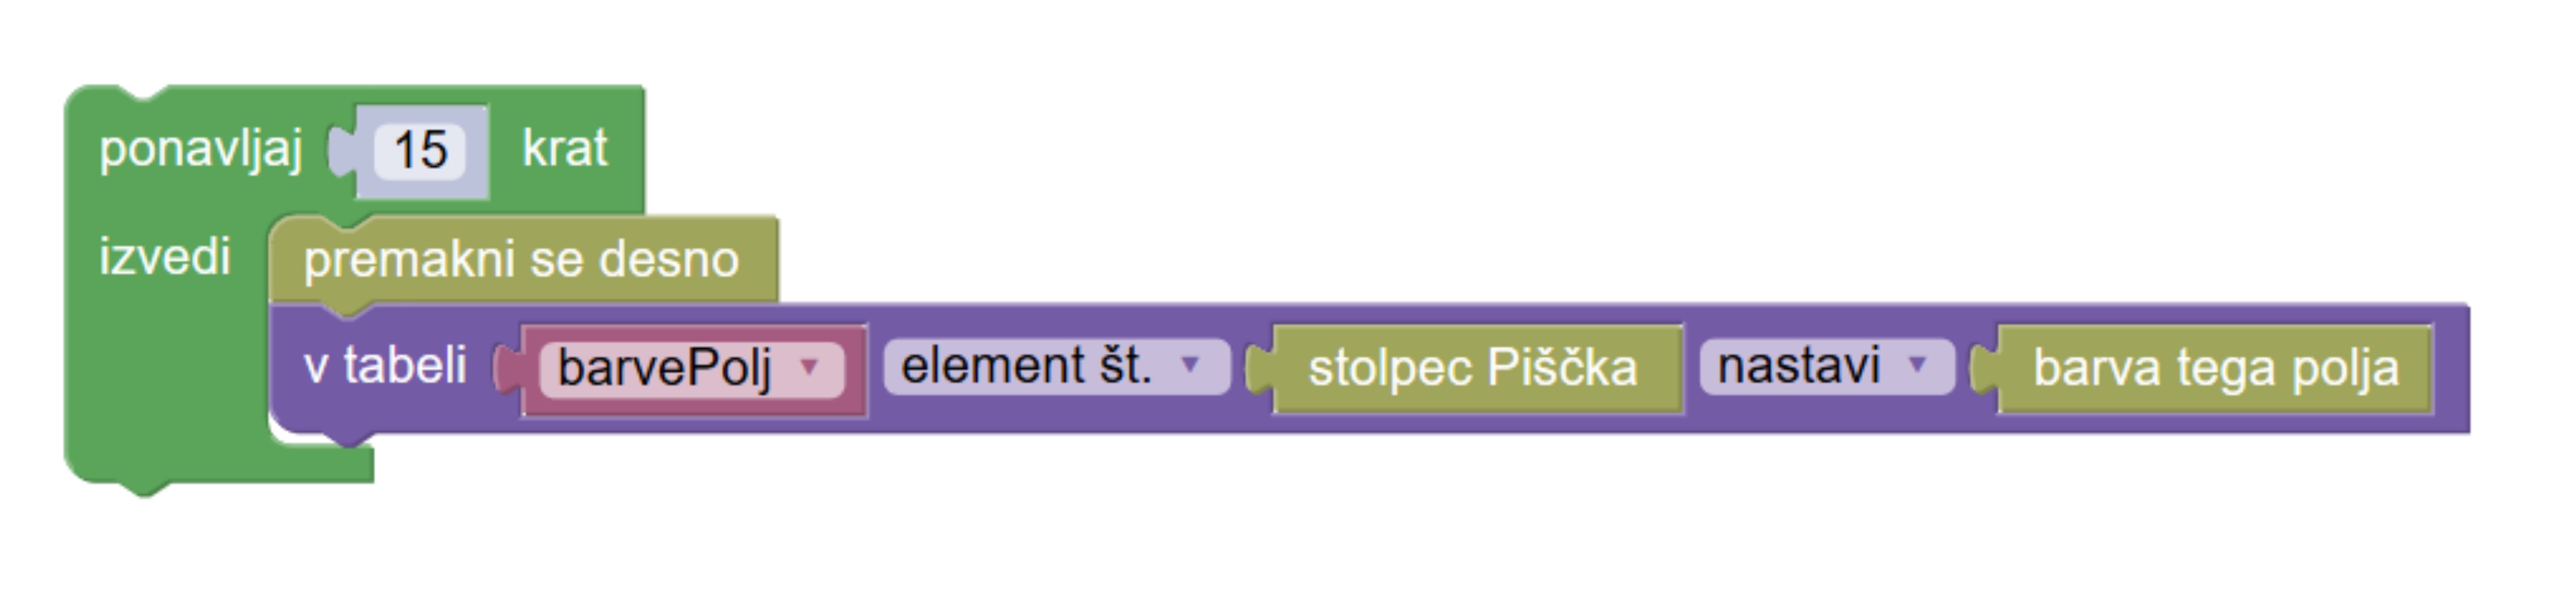 ponavljaj 15 krat
izvedi premakni se desno
v tabeli barvePolj element št. stolpec Piščka nastavi barva tega polja